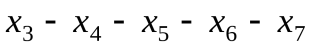 x₃ - x₄ - x₅ - x₆ - x₇